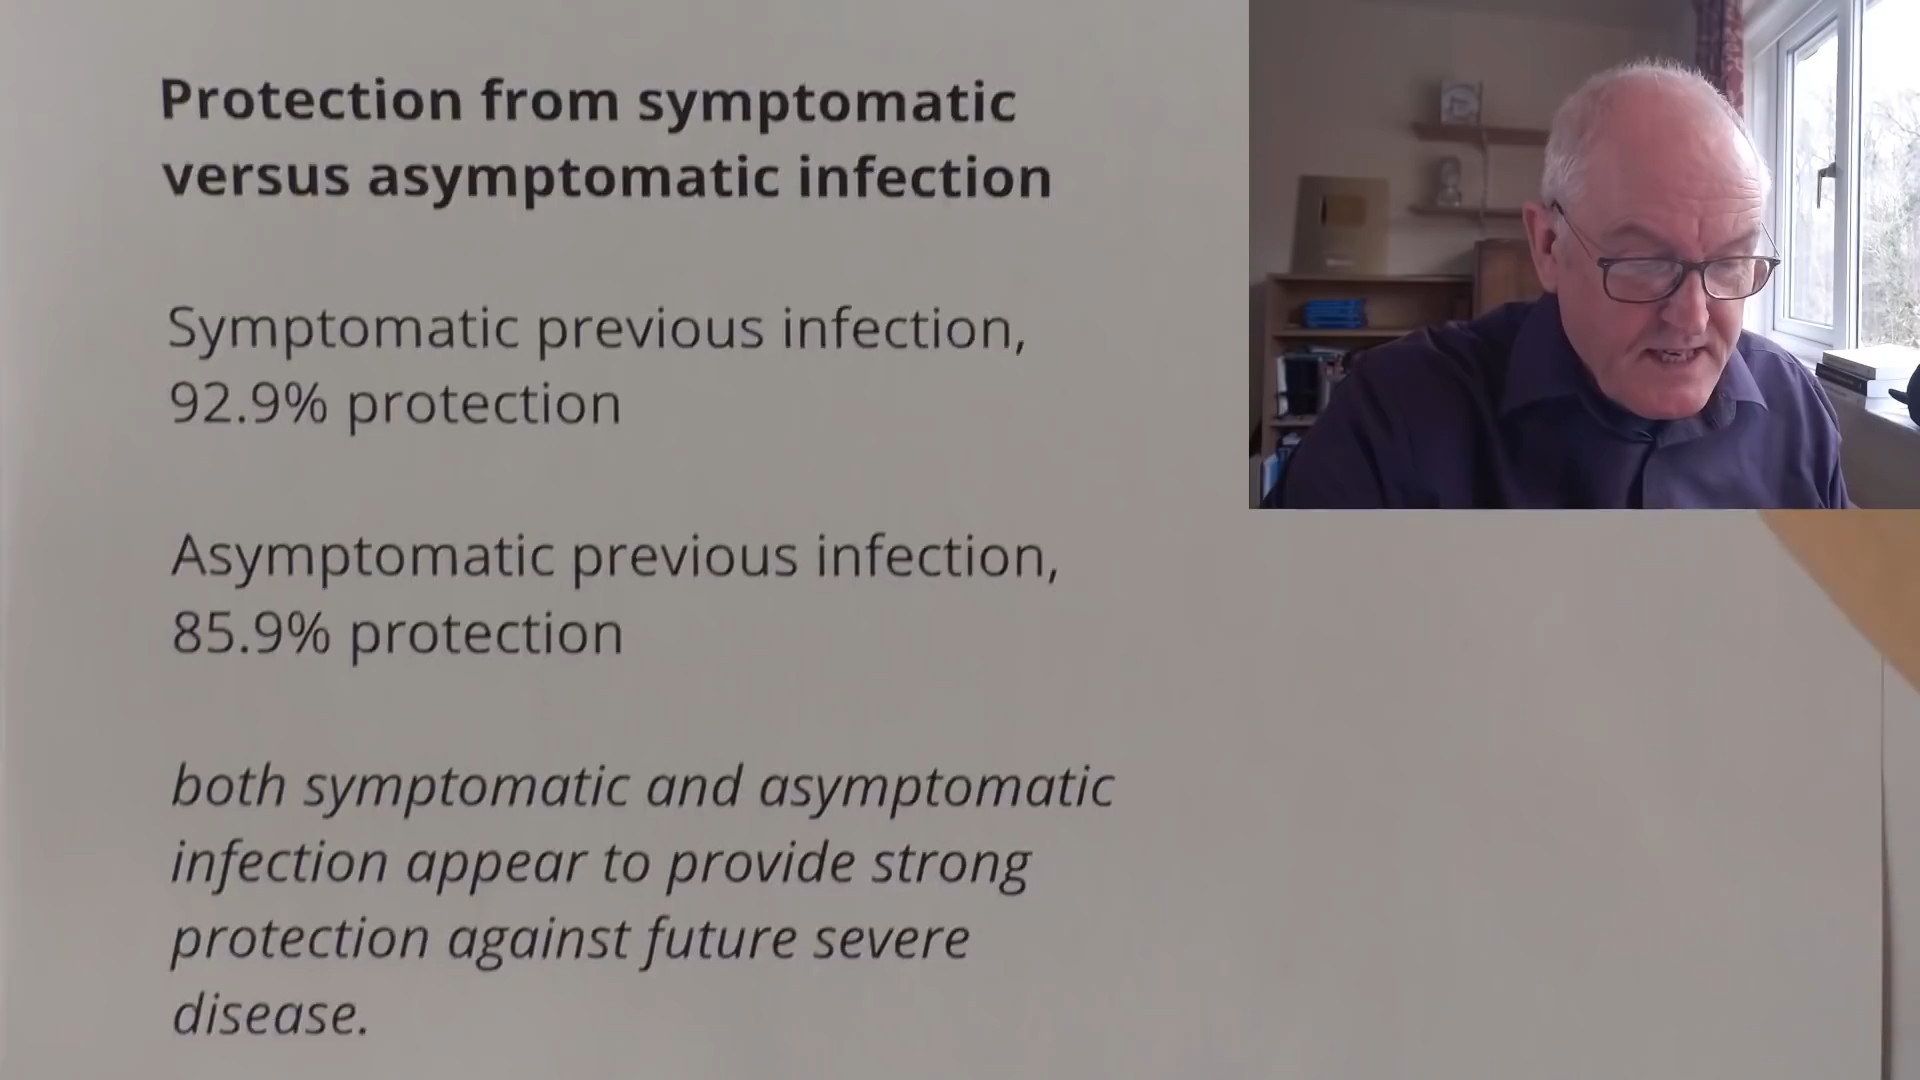 Protection from symptomatic
versus asymptomatic infection
Symptomatic previous infection,
92.9% protection
Asymptomatic previous infection,
85.9% protection
both symptomatic and asymptomatic
infection appear to provide strong
protection against future severe
disease.